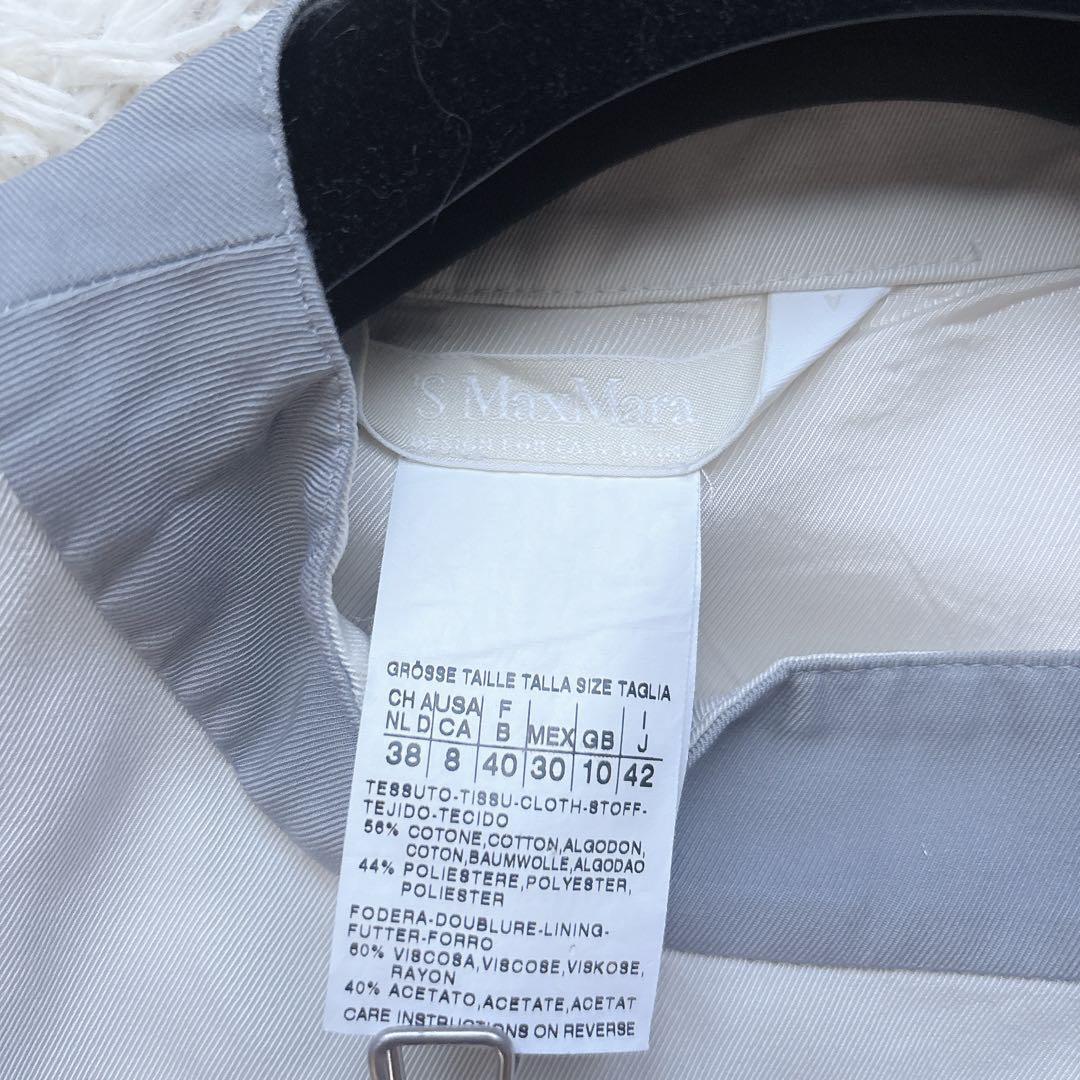 'S MaxMara
GRÖSSE TAILLE TALLA SIZE TAGLIA
CH A USA F I
NL D CA B MEX GB J
38 8 40 30 10 42
TESSUTO-TISSU-CLOTH-STOFF-
TEJIDO-TECIDO
56% COTONE,COTTON,ALGODON,
COTON,BAUMWOLLE,ALGODAO
44% POLIESTERE,POLYESTER,
POLIESTER
FODERA-DOUBLURE-LINING-
FUTTER-FORRO
60% VISCOSA,VISCOSE,VISKOSE,
RAYON
40% ACETATO,ACETATE,ACETAT
CARE INSTRUCTIONS ON REVERSE